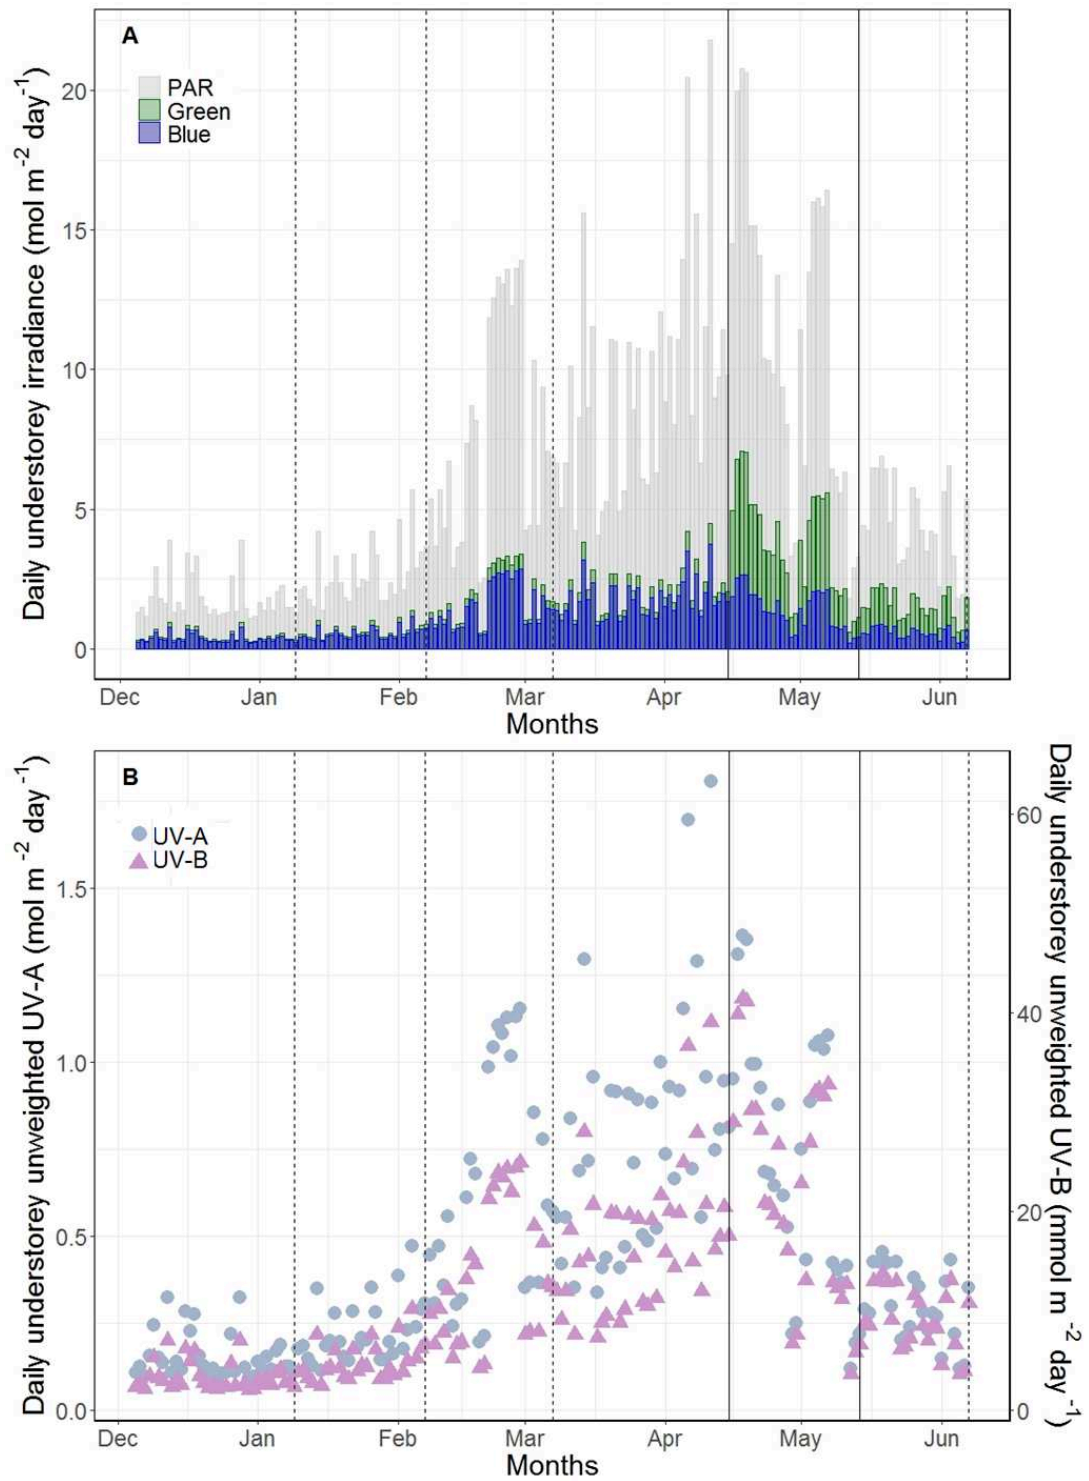 A
PAR
Green
Blue
Daily understorey irradiance (mol m⁻² day⁻¹)
20
15
10
5
0
Dec Jan Feb Mar Apr May Jun
Months
B
UV-A
UV-B
Daily understorey unweighted UV-A (mol m⁻² day⁻¹)
1.5
1.0
0.5
0.0
Daily understorey unweighted UV-B (mmol m⁻² day⁻¹)
60
40
20
0
Dec Jan Feb Mar Apr May Jun
Months